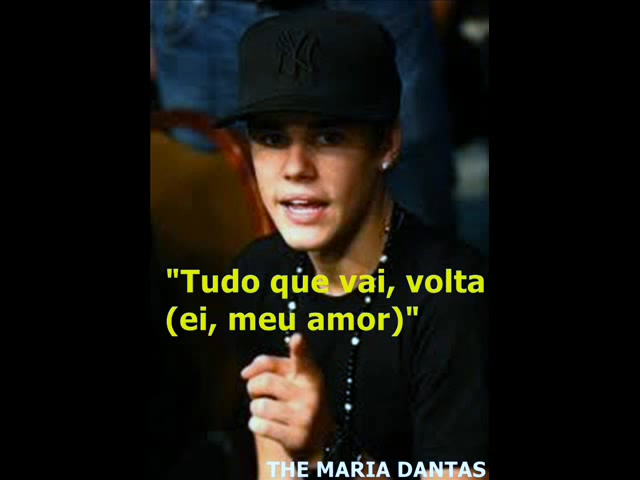 "Tudo que vai, volta
(ei, meu amor)"
THE MARIA DANTAS